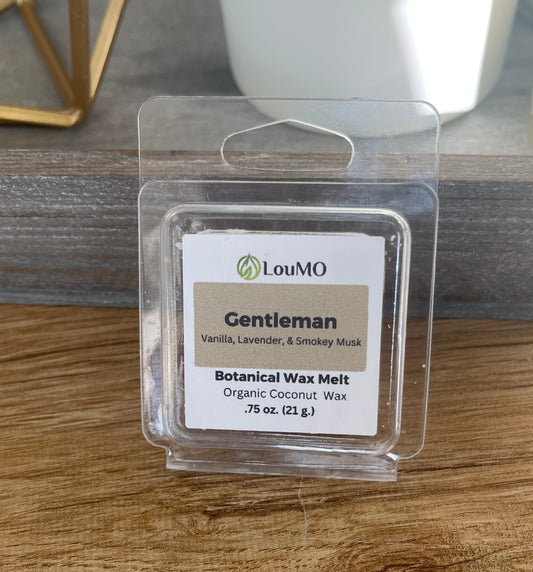 LouMO
Gentleman
Vanilla, Lavender, & Smokey Musk
Botanical Wax Melt
Organic Coconut Wax
.75 oz. (21 g.)